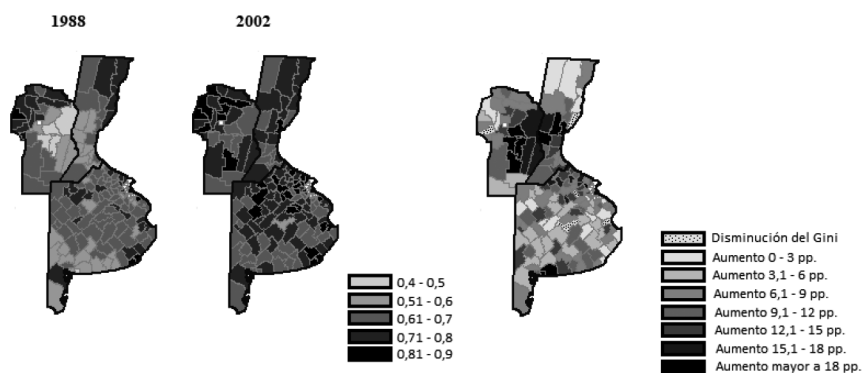 1988
2002
0,4 - 0,5
0,51 - 0,6
0,61 - 0,7
0,71 - 0,8
0,81 - 0,9
Disminución del Gini
Aumento 0 - 3 pp.
Aumento 3,1 - 6 pp.
Aumento 6,1 - 9 pp.
Aumento 9,1 - 12 pp.
Aumento 12,1 - 15 pp.
Aumento 15,1 - 18 pp.
Aumento mayor a 18 pp.